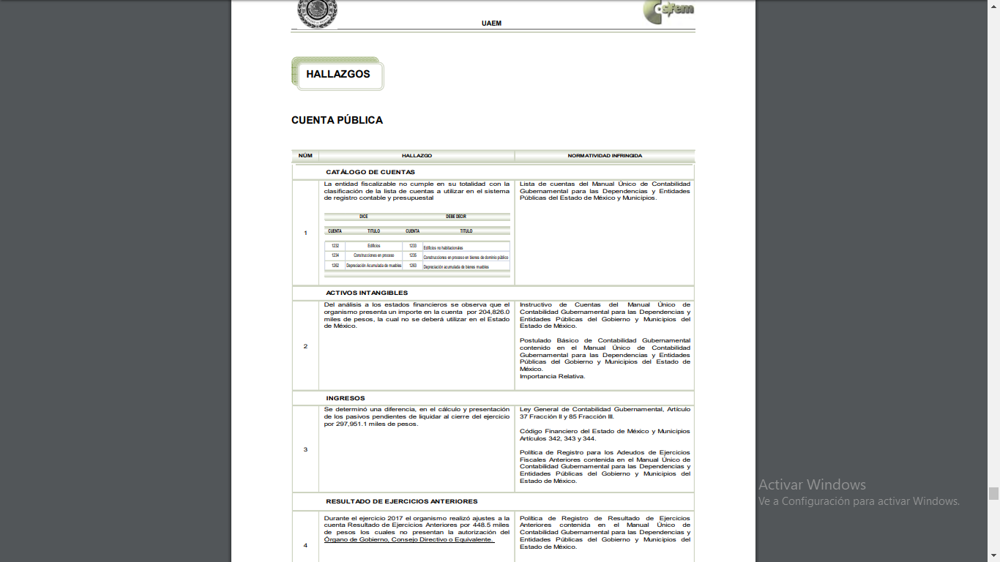 osfem
UAEM
HALLAZGOS
CUENTA PÚBLICA
NÚM HALLAZGO NORMATIVIDAD INFRINGIDA
CATÁLOGO DE CUENTAS
1
La entidad fiscalizable no cumple en su totalidad con la
clasificación de la lista de cuentas a utilizar en el sistema
de registro contable y presupuestal
DICE DEBE DECIR
CUENTA TITULO CUENTA TITULO
1232 Edificios 1233 Edificios no habitacionales
1234 Construcciones en proceso 1235 Construcciones en proceso en bienes de dominio público
1262 Depreciación Acumulada de muebles 1263 Depreciación acumulada de bienes muebles
Lista de cuentas del Manual Único de Contabilidad
Gubernamental para las Dependencias y Entidades
Públicas del Estado de México y Municipios.
ACTIVOS INTANGIBLES
2
Del análisis a los estados financieros se observa que el
organismo presenta un importe en la cuenta por 204,826.0
miles de pesos, la cual no se deberá utilizar en el Estado
de México.
Instructivo de Cuentas del Manual Único de
Contabilidad Gubernamental para las Dependencias y
Entidades Públicas del Gobierno y Municipios del
Estado de México.
Postulado Básico de Contabilidad Gubernamental
contenido en el Manual Único de Contabilidad
Gubernamental para las Dependencias y Entidades
Públicas del Gobierno y Municipios del Estado de
México.
Importancia Relativa.
INGRESOS
3
Se determinó una diferencia, en el cálculo y presentación
de los pasivos pendientes de liquidar al cierre del ejercicio
por 297,951.1 miles de pesos.
Ley General de Contabilidad Gubernamental, Artículo
37 Fracción II y 85 Fracción III.
Código Financiero del Estado de México y Municipios
Artículos 342, 343 y 344.
Política de Registro para los Adeudos de Ejercicios
Fiscales Anteriores contenida en el Manual Único de
Contabilidad Gubernamental para las Dependencias y
Entidades Públicas del Gobierno y Municipios del
Estado de México.
RESULTADO DE EJERCICIOS ANTERIORES
4
Durante el ejercicio 2017 el organismo realizó ajustes a la
cuenta Resultado de Ejercicios Anteriores por 448.5 miles
de pesos los cuales no presentan la autorización del
Órgano de Gobierno, Consejo Directivo o Equivalente.
Política de Registro de Resultado de Ejercicios
Anteriores contenida en el Manual Único de
Contabilidad Gubernamental para las Dependencias y
Entidades Públicas del Gobierno y Municipios del
Estado de México.
Activar Windows
Ve a Configuración para activar Windows.